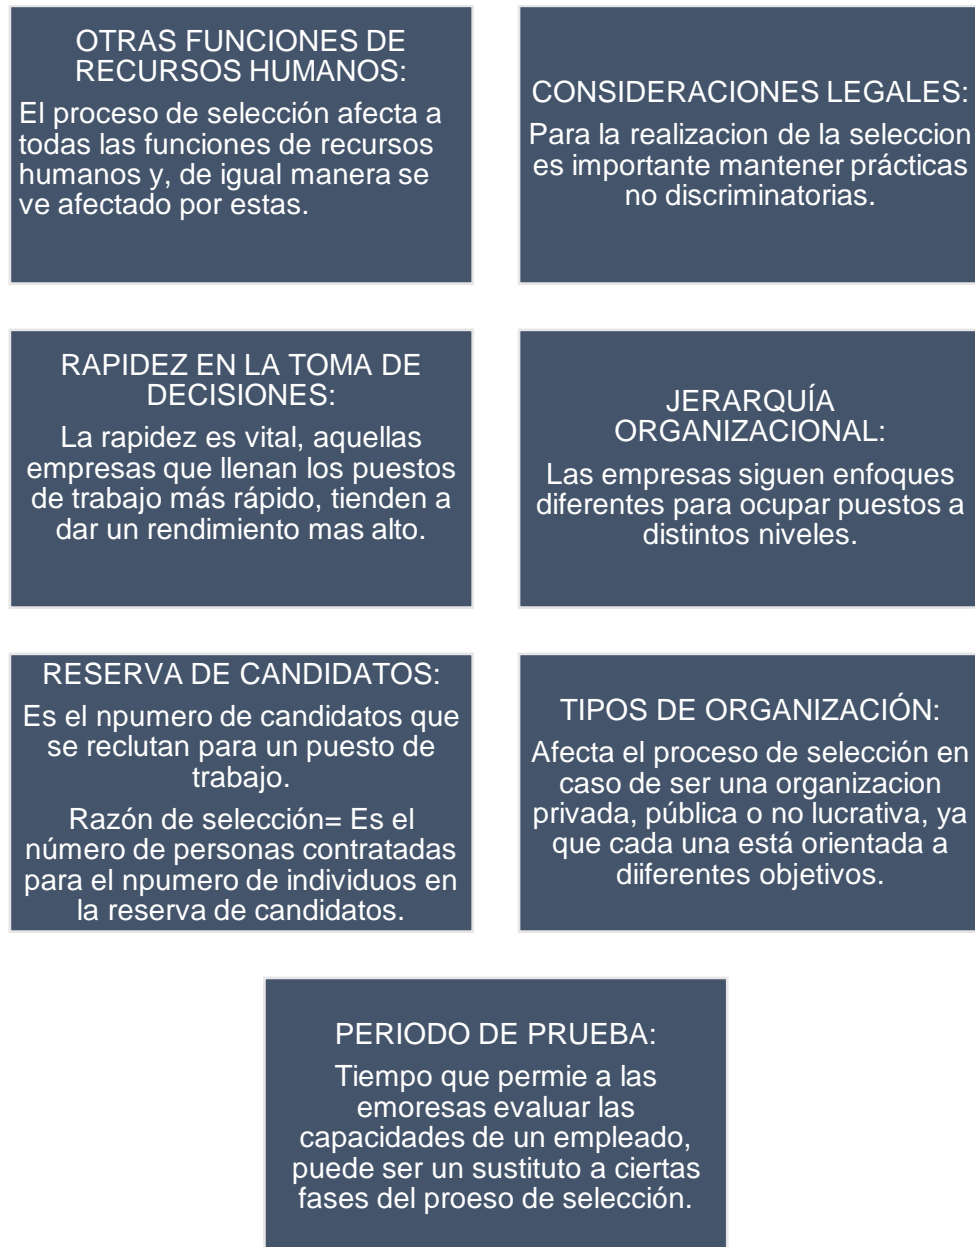 OTRAS FUNCIONES DE
RECURSOS HUMANOS:
El proceso de selección afecta a
todas las funciones de recursos
humanos y, de igual manera se
ve afectado por estas.
CONSIDERACIONES LEGALES:
Para la realizacion de la seleccion
es importante mantener prácticas
no discriminatorias.
RAPIDEZ EN LA TOMA DE
DECISIONES:
La rapidez es vital, aquellas
empresas que llenan los puestos
de trabajo más rápido, tienden a
dar un rendimiento mas alto.
JERARQUÍA
ORGANIZACIONAL:
Las empresas siguen enfoques
diferentes para ocupar puestos a
distintos niveles.
RESERVA DE CANDIDATOS:
Es el npumero de candidatos que
se reclutan para un puesto de
trabajo.
Razón de selección= Es el
número de personas contratadas
para el npumero de individuos en
la reserva de candidatos.
TIPOS DE ORGANIZACIÓN:
Afecta el proceso de selección en
caso de ser una organizacion
privada, pública o no lucrativa, ya
que cada una está orientada a
diiferentes objetivos.
PERIODO DE PRUEBA:
Tiempo que permie a las
emoresas evaluar las
capacidades de un empleado,
puede ser un sustituto a ciertas
fases del proeso de selección.